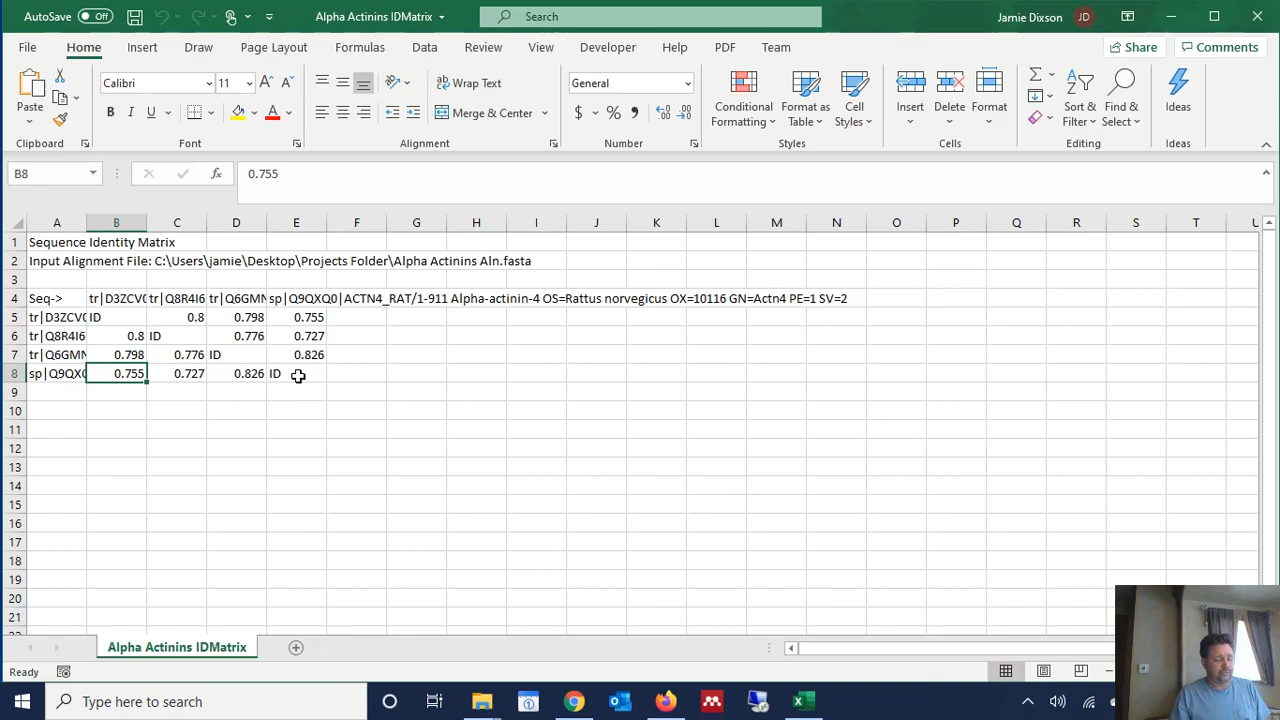 AutoSave Off Alpha Actinins IDMatrix Search Jamie Dixson JD
File Home Insert Draw Page Layout Formulas Data Review View Developer Help PDF Team Share Comments
Paste Calibri 11 Wrap Text General Conditional Formatting Format as Table Cell Styles Insert Delete Format Sort & Filter Find & Select Ideas
B I U Merge & Center $ % ,
Clipboard Font Alignment Number Styles Cells Editing Ideas
B8 fx 0.755
A B C D E F G H I J K L M N O P Q R S T U
1 Sequence Identity Matrix
2 Input Alignment File: C:\Users\jamie\Desktop\Projects Folder\Alpha Actinins Aln.fasta
3
4 Seq-> tr|D3ZCV0 tr|Q8R4I6 tr|Q6GMN sp|Q9QXQ0|ACTN4_RAT/1-911 Alpha-actinin-4 OS=Rattus norvegicus OX=10116 GN=Actn4 PE=1 SV=2
5 tr|D3ZCV0 ID 0.8 0.798 0.755
6 tr|Q8R4I6 0.8 ID 0.776 0.727
7 tr|Q6GMN 0.798 0.776 ID 0.826
8 sp|Q9QXQ 0.755 0.727 0.826 ID
9
10
11
12
13
14
15
16
17
18
19
20
21
Alpha Actinins IDMatrix
Ready
Type here to search